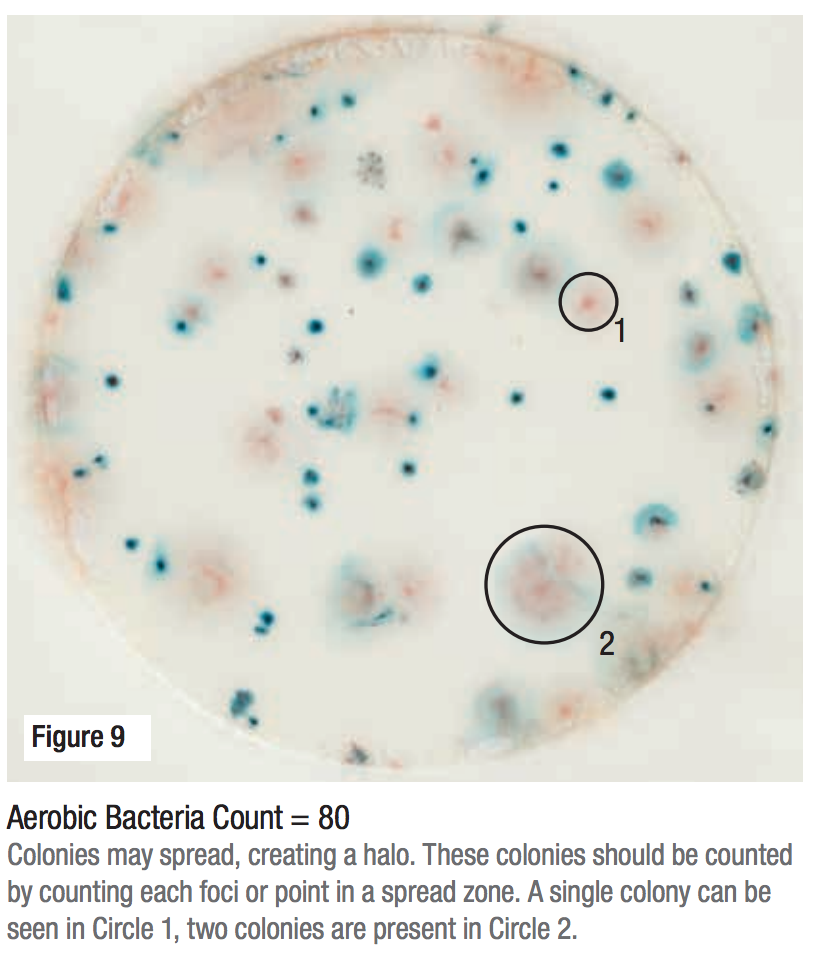 1
2
Figure 9
Aerobic Bacteria Count = 80
Colonies may spread, creating a halo. These colonies should be counted
by counting each foci or point in a spread zone. A single colony can be
seen in Circle 1, two colonies are present in Circle 2.